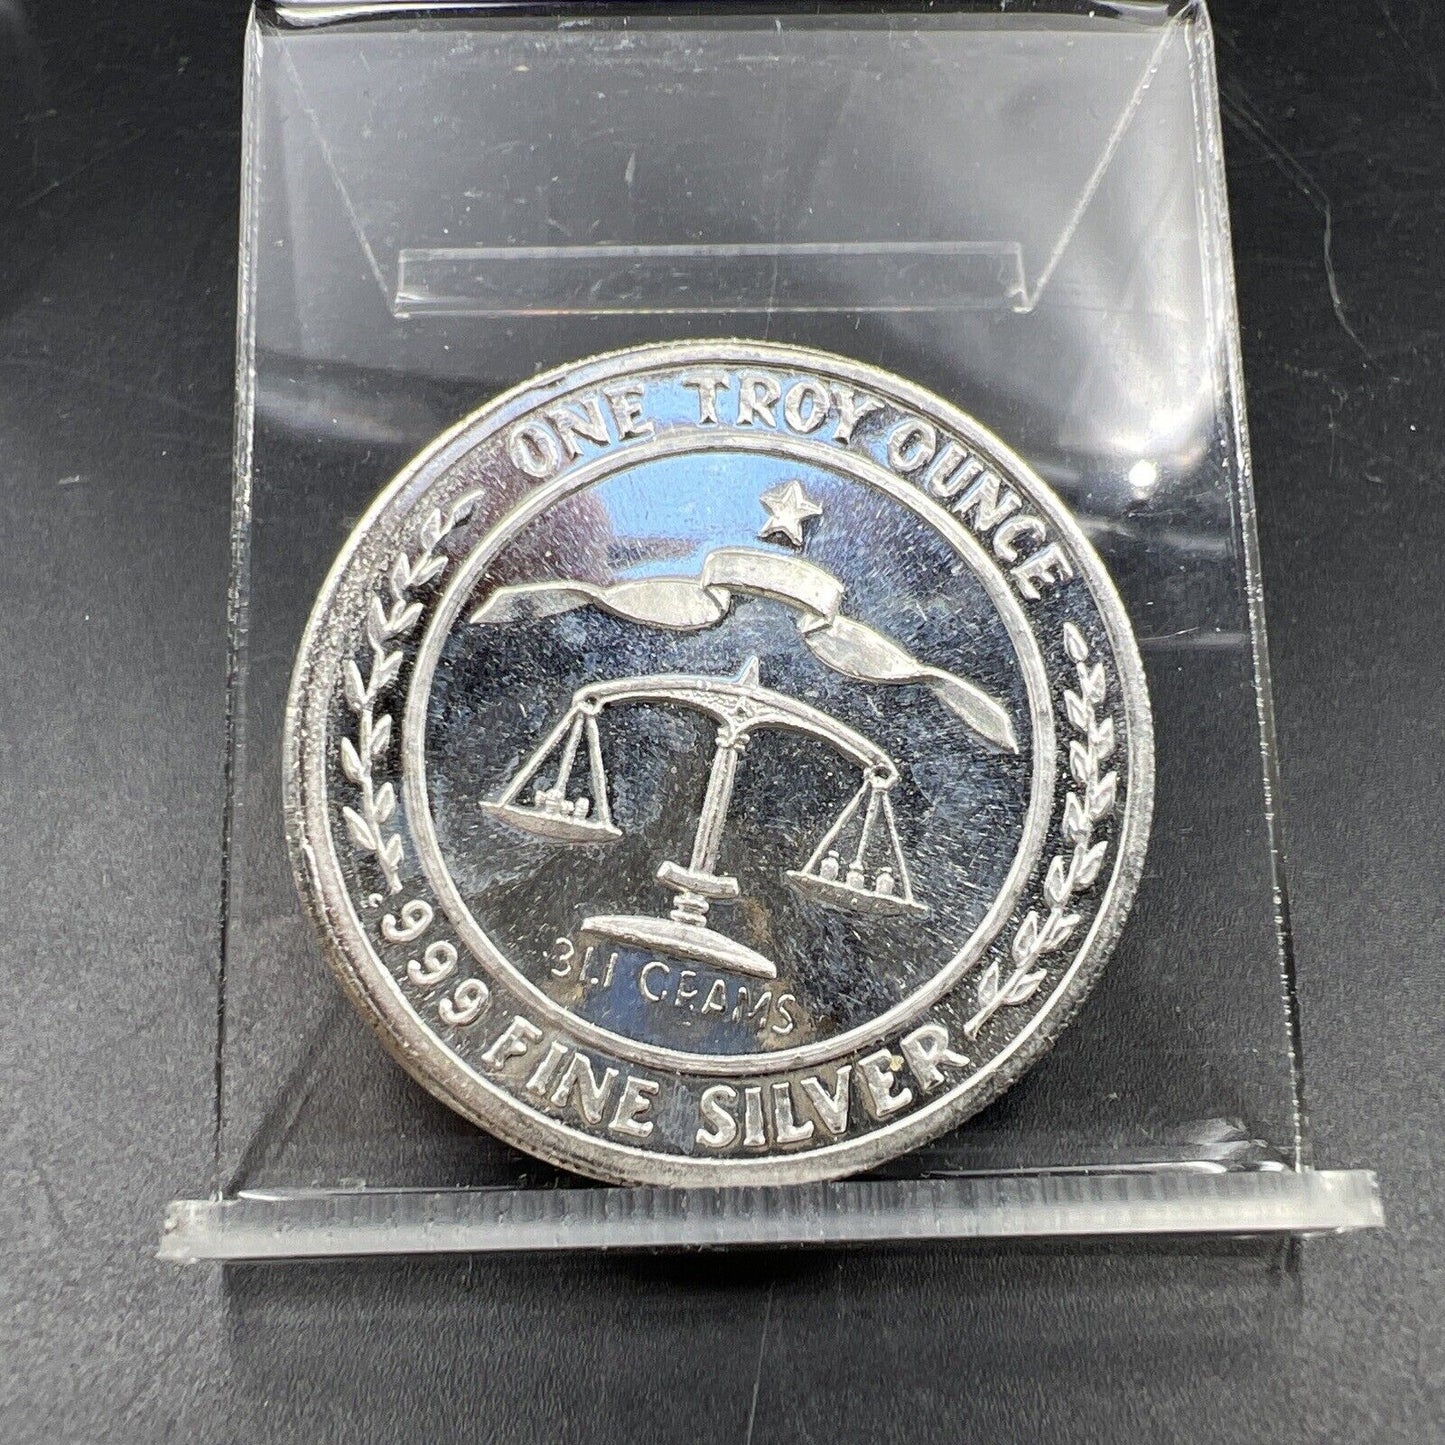 ONE TROY OUNCE
31.1 GRAMS
.999 FINE SILVER